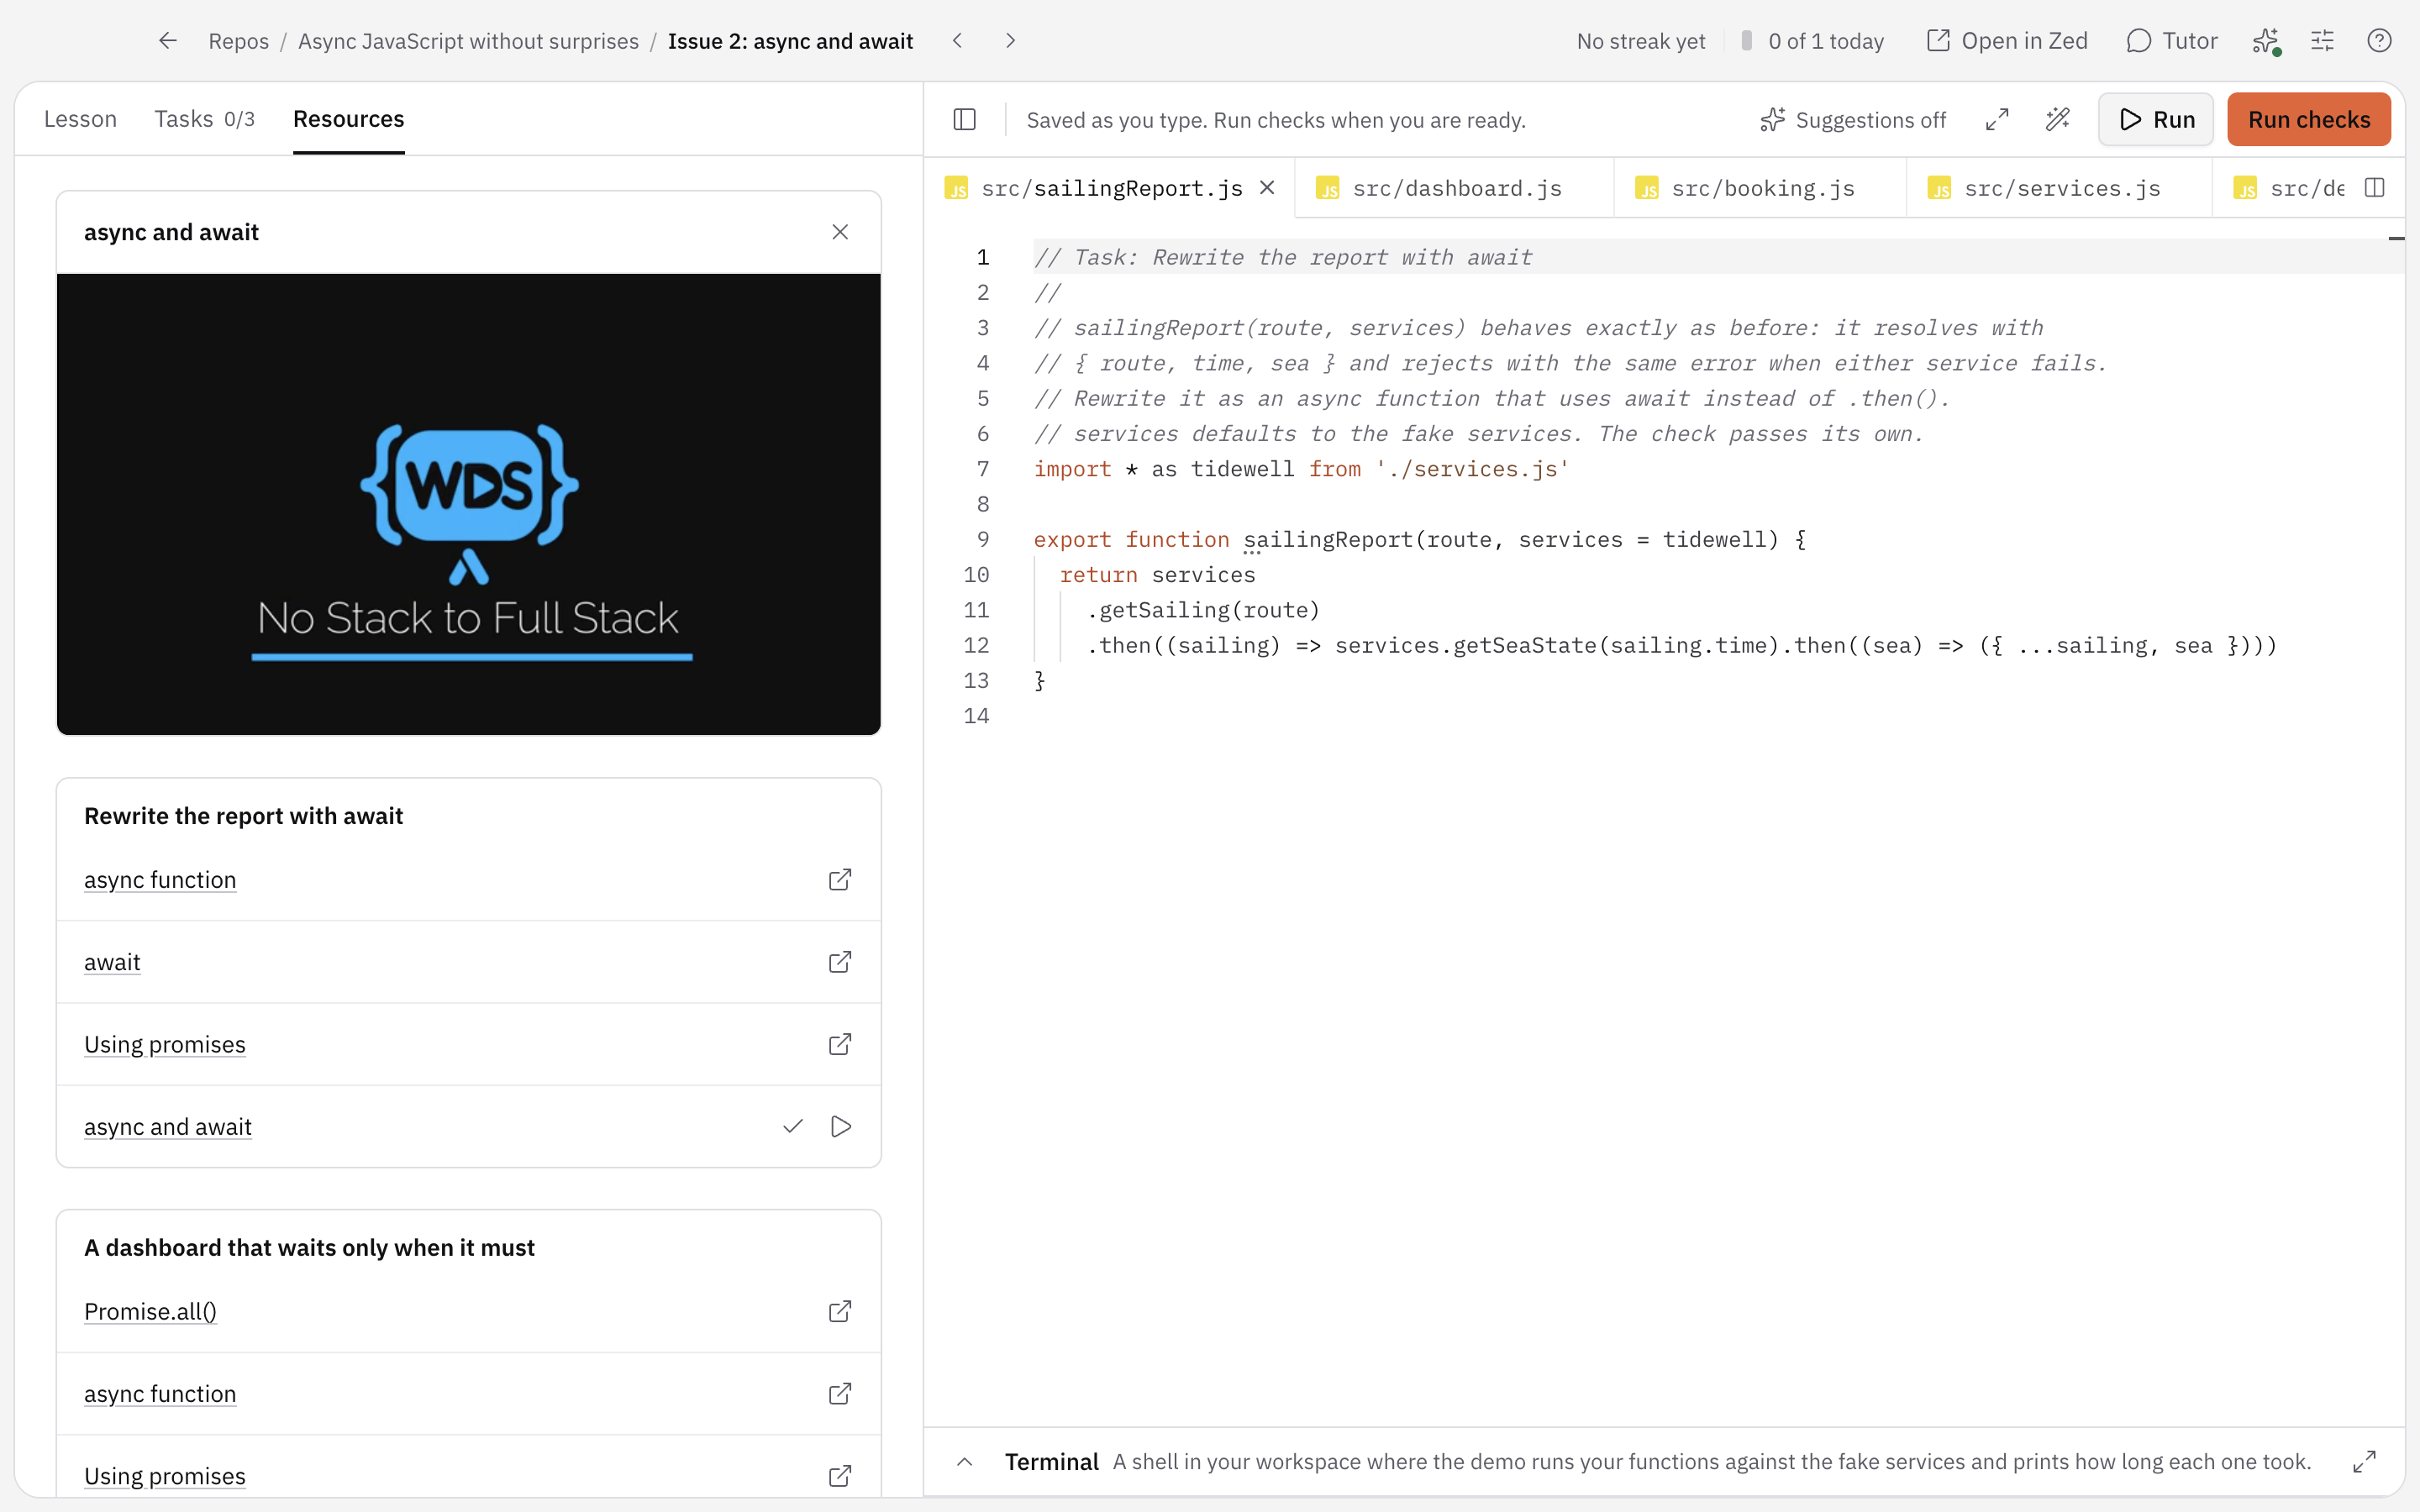 Repos / Async JavaScript without surprises / Issue 2: async and await
No streak yet
0 of 1 today
Open in Zed
Tutor
Lesson
Tasks 0/3
Resources
async and await
WDS
No Stack to Full Stack
Rewrite the report with await
async function
await
Using promises
async and await
A dashboard that waits only when it must
Promise.all()
async function
Using promises
Saved as you type. Run checks when you are ready.
Suggestions off
Run
Run checks
JS src/sailingReport.js
JS src/dashboard.js
JS src/booking.js
JS src/services.js
JS src/de
1 // Task: Rewrite the report with await
2 //
3 // sailingReport(route, services) behaves exactly as before: it resolves with
4 // { route, time, sea } and rejects with the same error when either service fails.
5 // Rewrite it as an async function that uses await instead of .then().
6 // services defaults to the fake services. The check passes its own.
7 import * as tidewell from './services.js'
8
9 export function sailingReport(route, services = tidewell) {
10 return services
11 .getSailing(route)
12 .then((sailing) => services.getSeaState(sailing.time).then((sea) => ({ ...sailing, sea })))
13 }
14
Terminal A shell in your workspace where the demo runs your functions against the fake services and prints how long each one took.